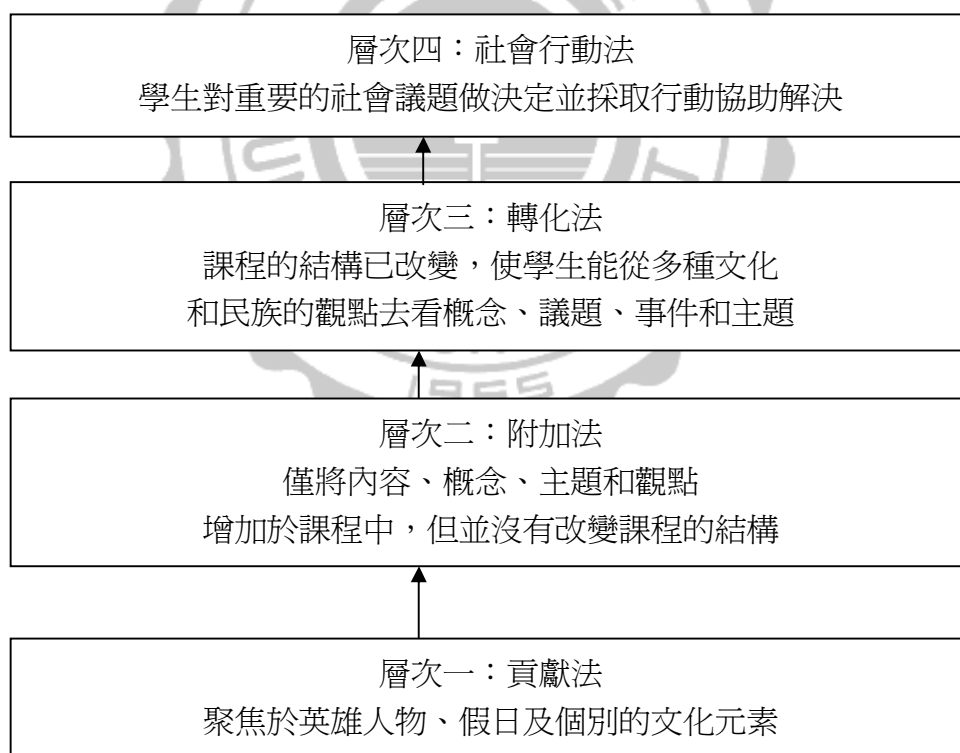 層次四：社會行動法
學生對重要的社會議題做決定並採取行動協助解決
層次三：轉化法
課程的結構已改變，使學生能從多種文化
和民族的觀點去看概念、議題、事件和主題
1955
層次二：附加法
僅將內容、概念、主題和觀點
增加於課程中，但並沒有改變課程的結構
層次一：貢獻法
聚焦於英雄人物、假日及個別的文化元素